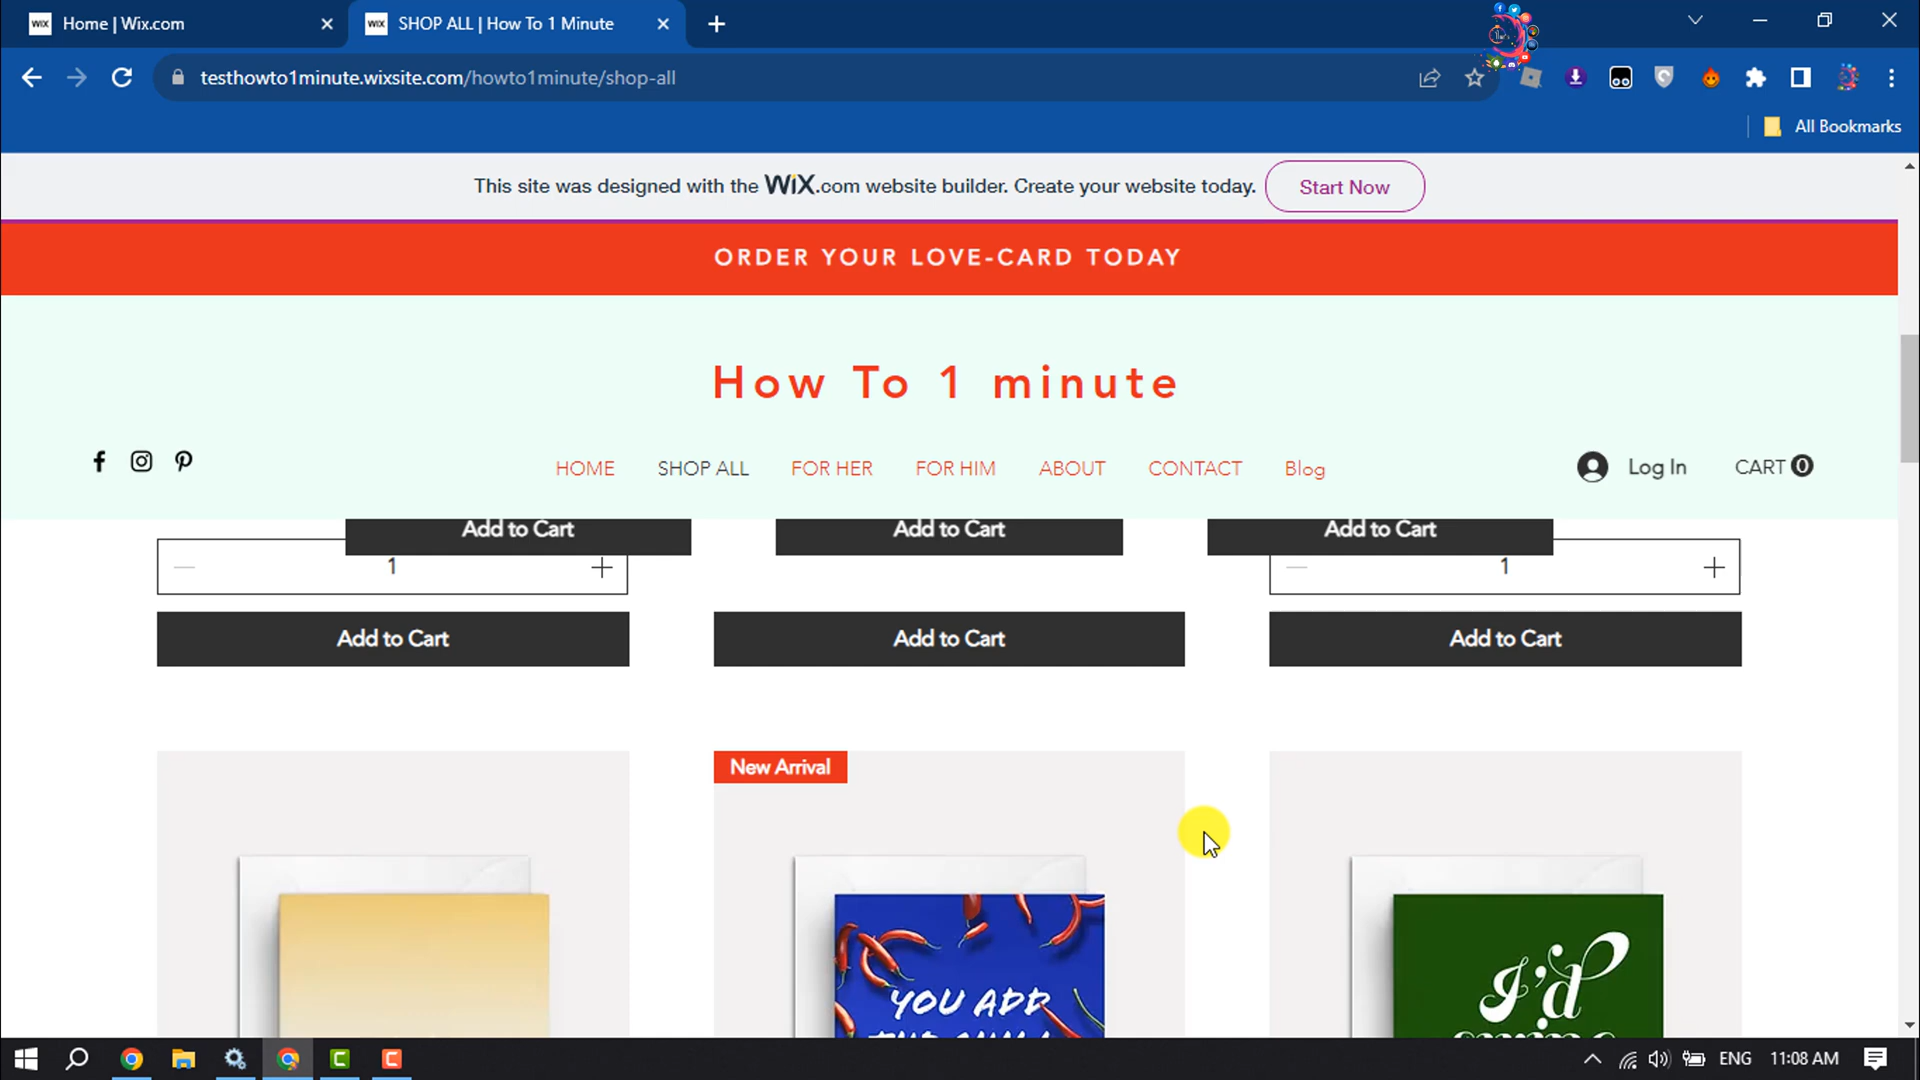 Home | Wix.com
SHOP ALL | How To 1 Minute
testhowto1minute.wixsite.com/howto1minute/shop-all
All Bookmarks
This site was designed with the WiX.com website builder. Create your website today. Start Now
ORDER YOUR LOVE-CARD TODAY
How To 1 minute
HOME SHOP ALL FOR HER FOR HIM ABOUT CONTACT Blog
Log In CART 0
Add to Cart Add to Cart Add to Cart
1 1
Add to Cart Add to Cart Add to Cart
New Arrival
YOU ADD
I'd
ENG 11:08 AM